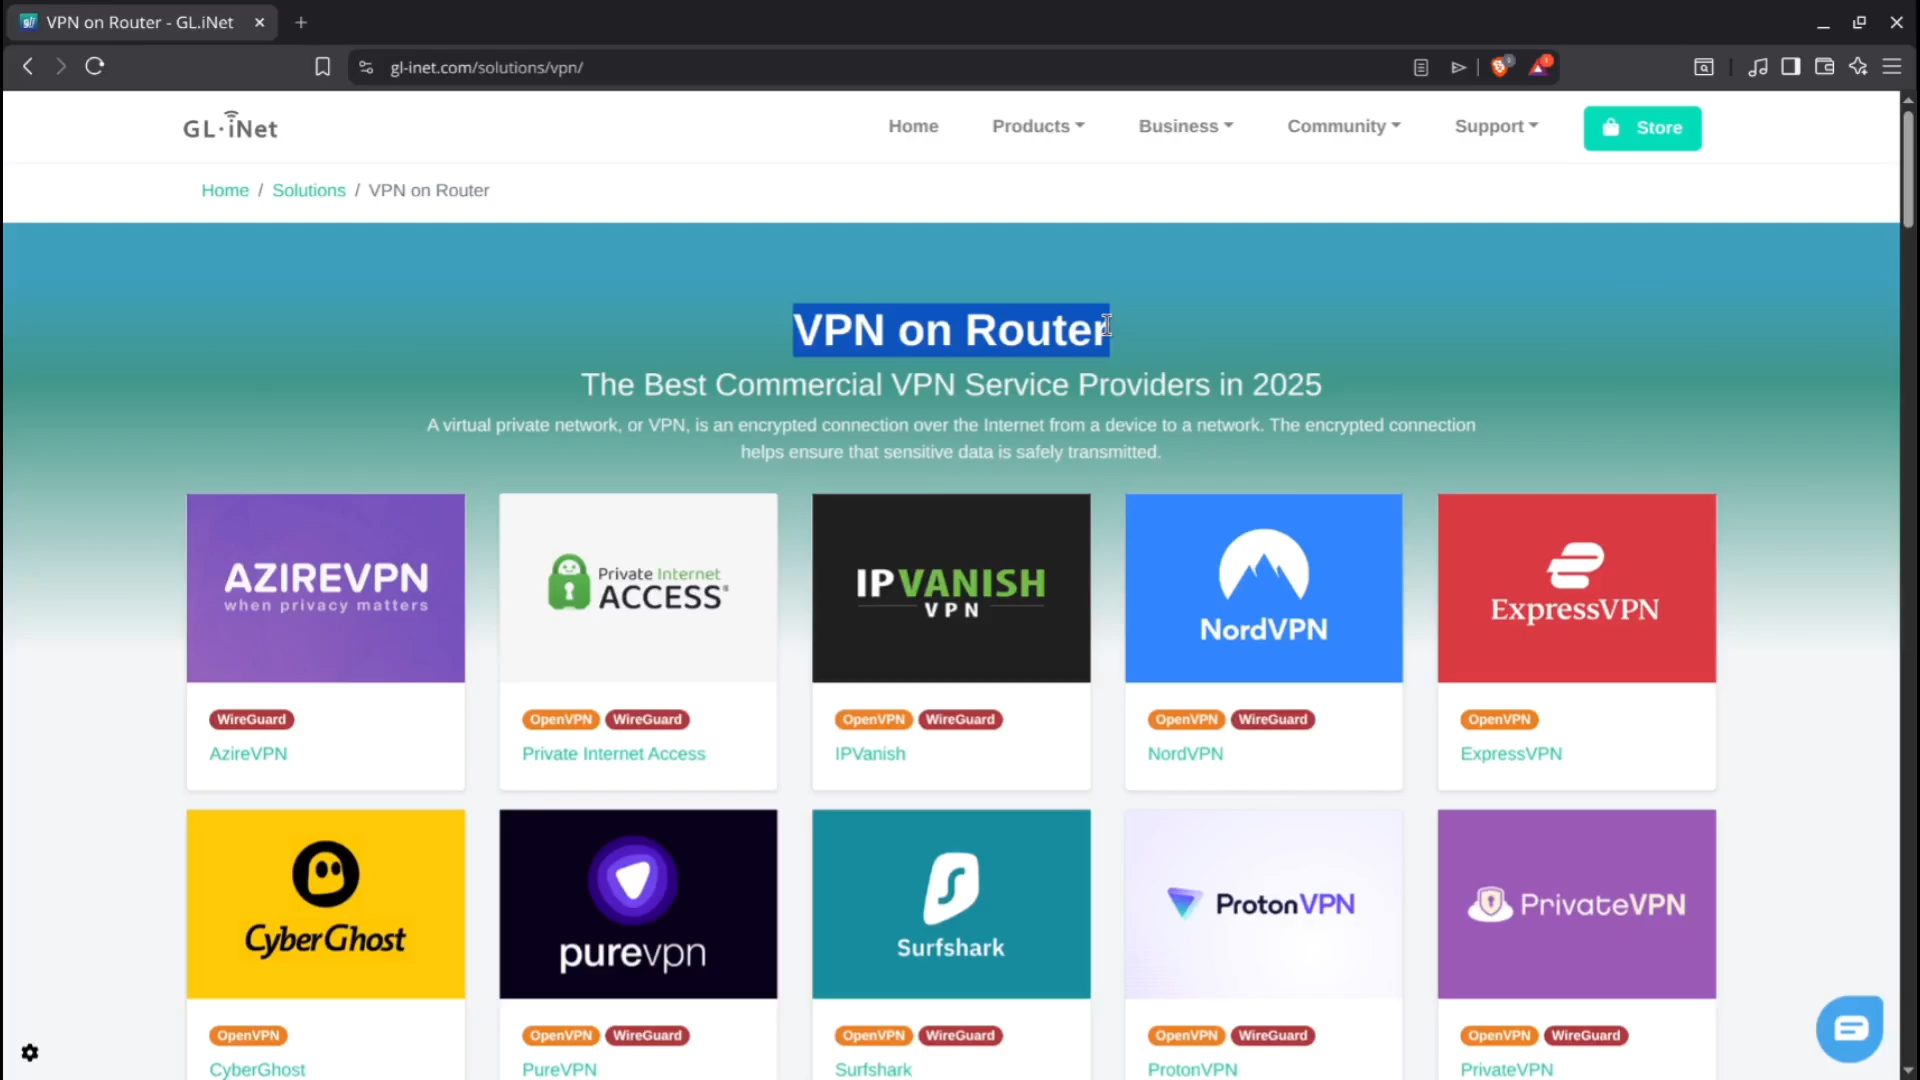 VPN on Router - GL.iNet
gl-inet.com/solutions/vpn/
GL·iNet
Home
Products
Business
Community
Support
Store
Home / Solutions / VPN on Router
VPN on Router
The Best Commercial VPN Service Providers in 2025
A virtual private network, or VPN, is an encrypted connection over the Internet from a device to a network. The encrypted connection
helps ensure that sensitive data is safely transmitted.
AZIREVPN
when privacy matters
Private Internet
ACCESS®
IPVANISH
VPN
NordVPN
ExpressVPN
WireGuard
OpenVPN WireGuard
OpenVPN WireGuard
OpenVPN WireGuard
OpenVPN
AzireVPN
Private Internet Access
IPVanish
NordVPN
ExpressVPN
CyberGhost
purevpn
Surfshark
ProtonVPN
PrivateVPN
OpenVPN
OpenVPN WireGuard
OpenVPN WireGuard
OpenVPN WireGuard
OpenVPN WireGuard
CyberGhost
PureVPN
Surfshark
ProtonVPN
PrivateVPN